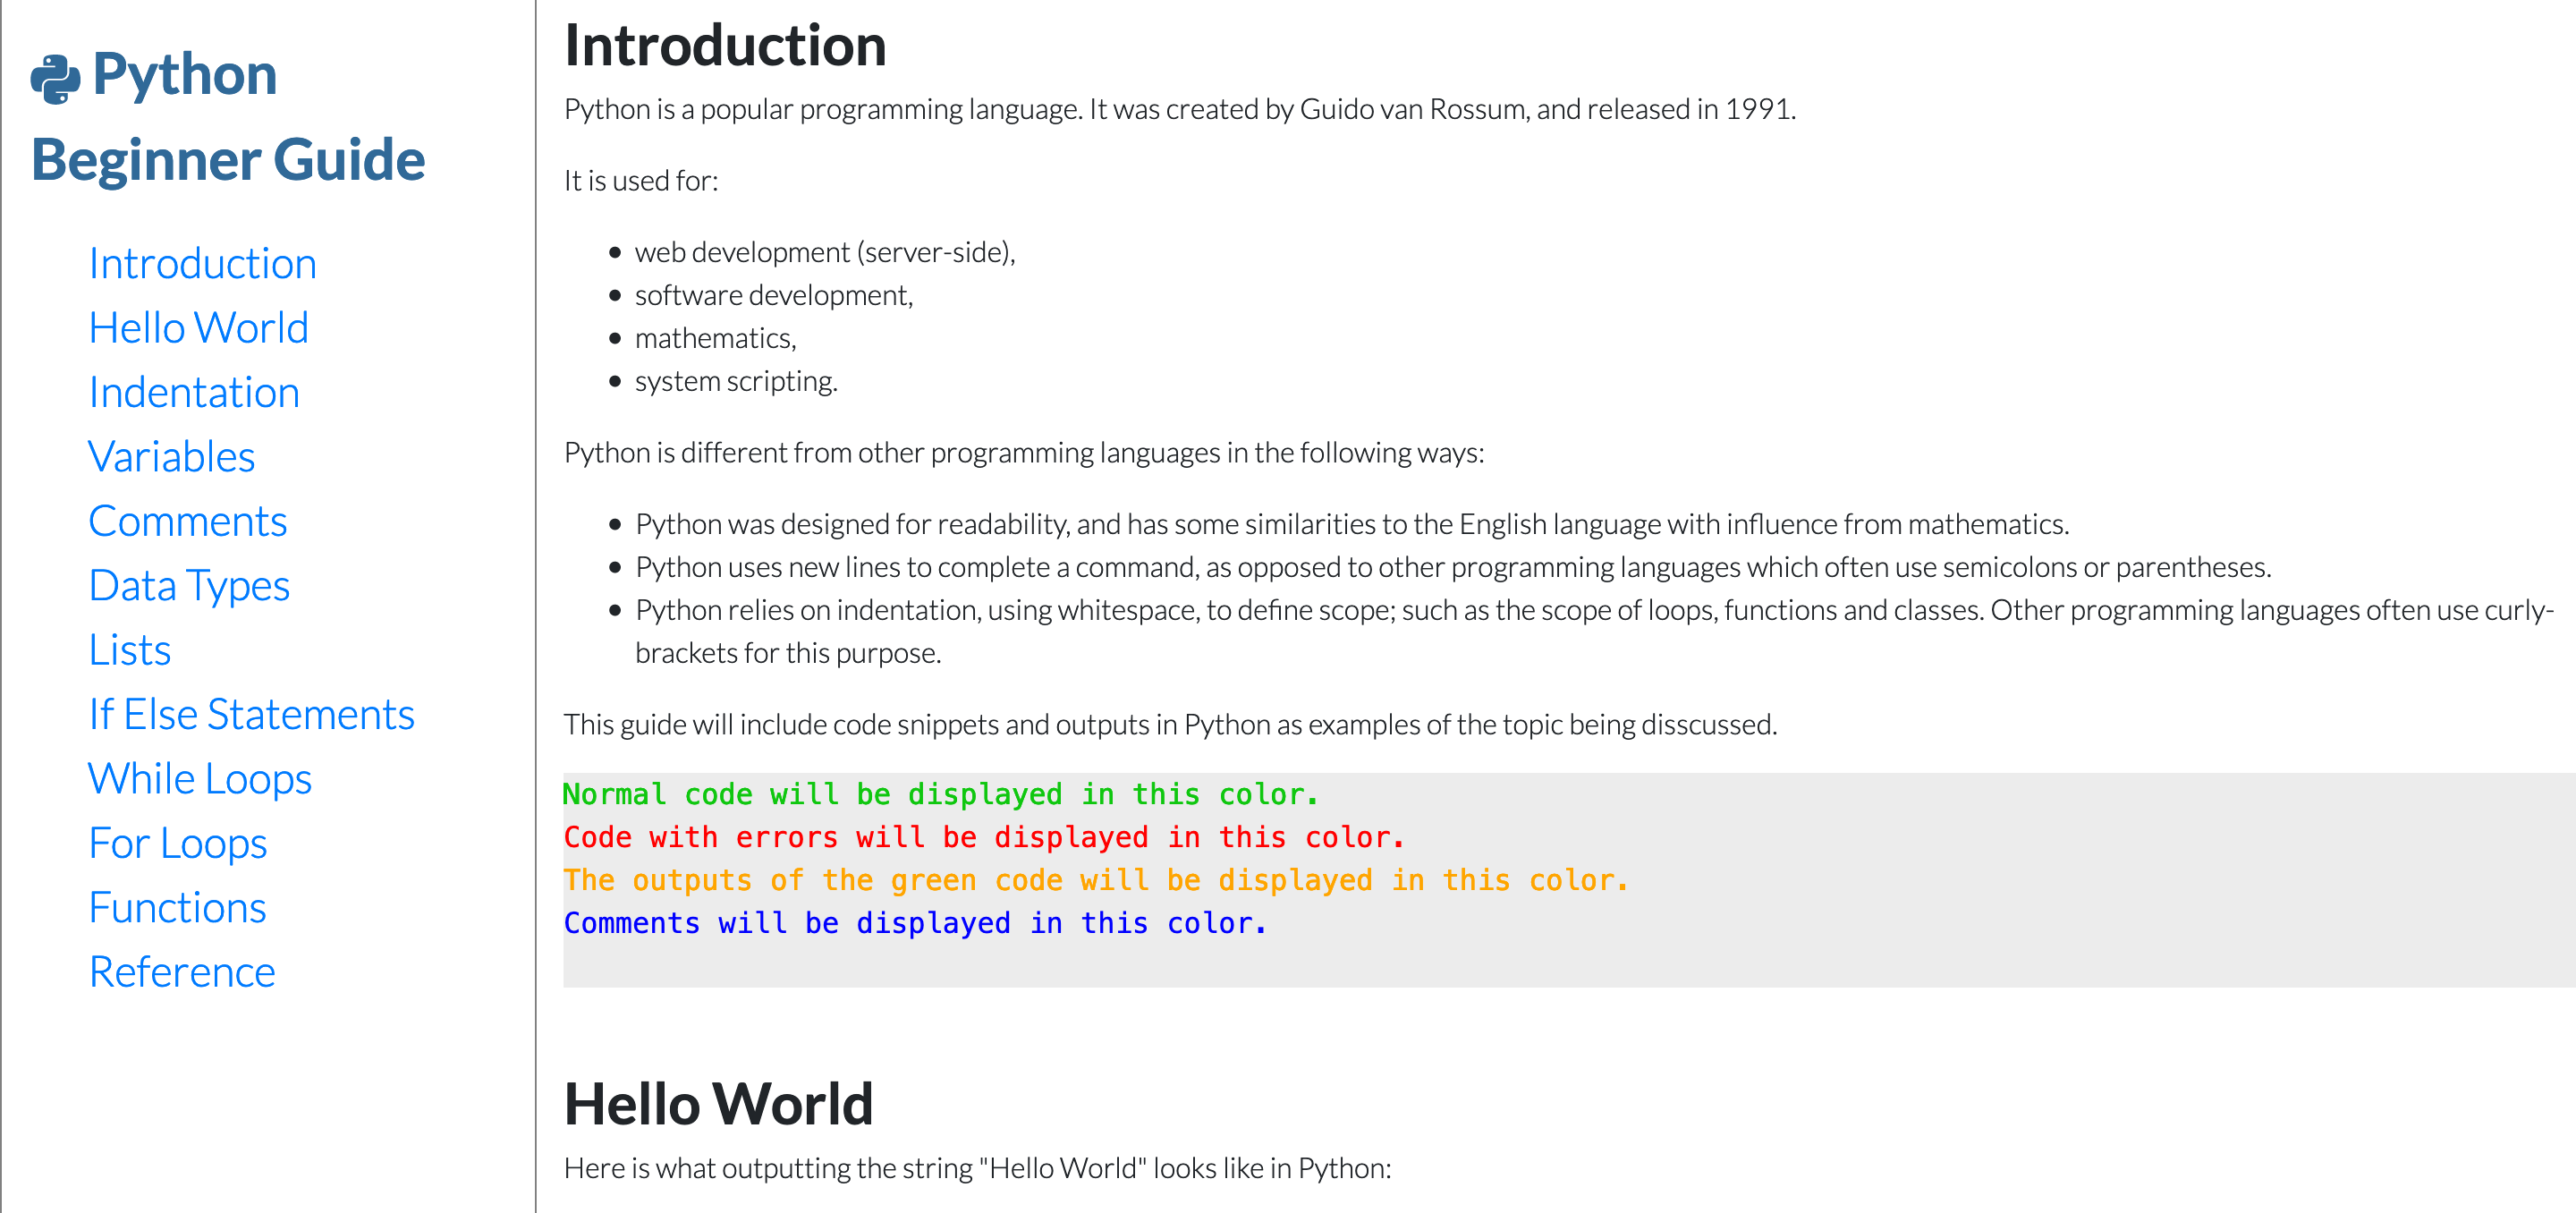 Python
Beginner Guide
Introduction
Hello World
Indentation
Variables
Comments
Data Types
Lists
If Else Statements
While Loops
For Loops
Functions
Reference
Introduction
Python is a popular programming language. It was created by Guido van Rossum, and released in 1991.
It is used for:
web development (server-side),
software development,
mathematics,
system scripting.
Python is different from other programming languages in the following ways:
Python was designed for readability, and has some similarities to the English language with influence from mathematics.
Python uses new lines to complete a command, as opposed to other programming languages which often use semicolons or parentheses.
Python relies on indentation, using whitespace, to define scope; such as the scope of loops, functions and classes. Other programming languages often use curly-
brackets for this purpose.
This guide will include code snippets and outputs in Python as examples of the topic being disscussed.
Normal code will be displayed in this color.
Code with errors will be displayed in this color.
The outputs of the green code will be displayed in this color.
Comments will be displayed in this color.
Hello World
Here is what outputting the string "Hello World" looks like in Python: